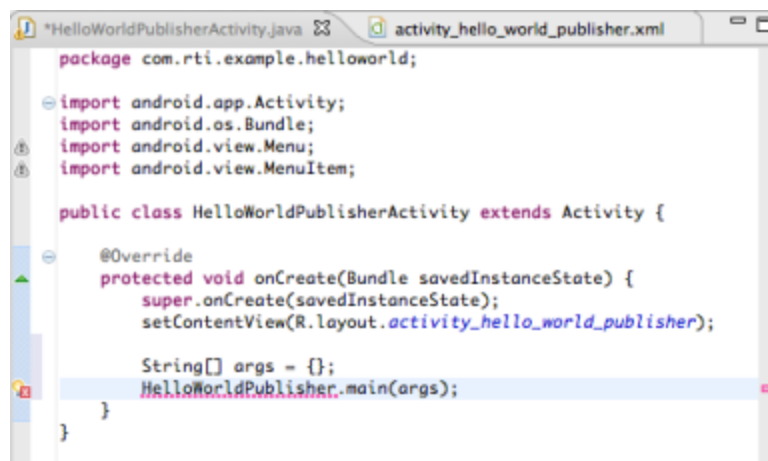 *HelloWorldPublisherActivity.java
activity_hello_world_publisher.xml
package com.rti.example.helloworld;
import android.app.Activity;
import android.os.Bundle;
import android.view.Menu;
import android.view.MenuItem;
public class HelloWorldPublisherActivity extends Activity {
@Override
protected void onCreate(Bundle savedInstanceState) {
super.onCreate(savedInstanceState);
setContentView(R.layout.activity_hello_world_publisher);
String[] args = {};
HelloWorldPublisher.main(args);
}
}